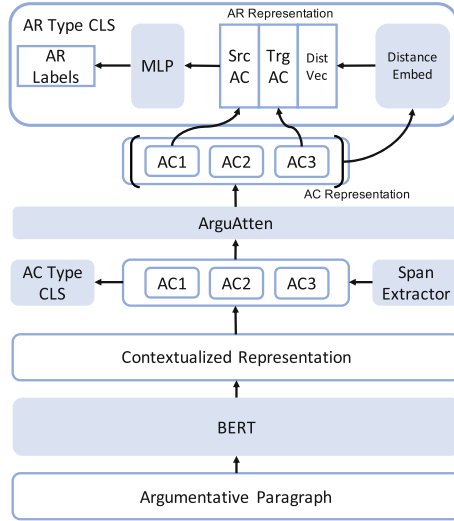 AR Representation
AR Type CLS
AR
Labels
MLP
Src
AC
Trg
AC
Dist
Vec
Distance
Embed
AC1
AC2
AC3
AC Representation
ArguAtten
AC Type
CLS
AC1
AC2
AC3
Span
Extractor
Contextualized Representation
BERT
Argumentative Paragraph